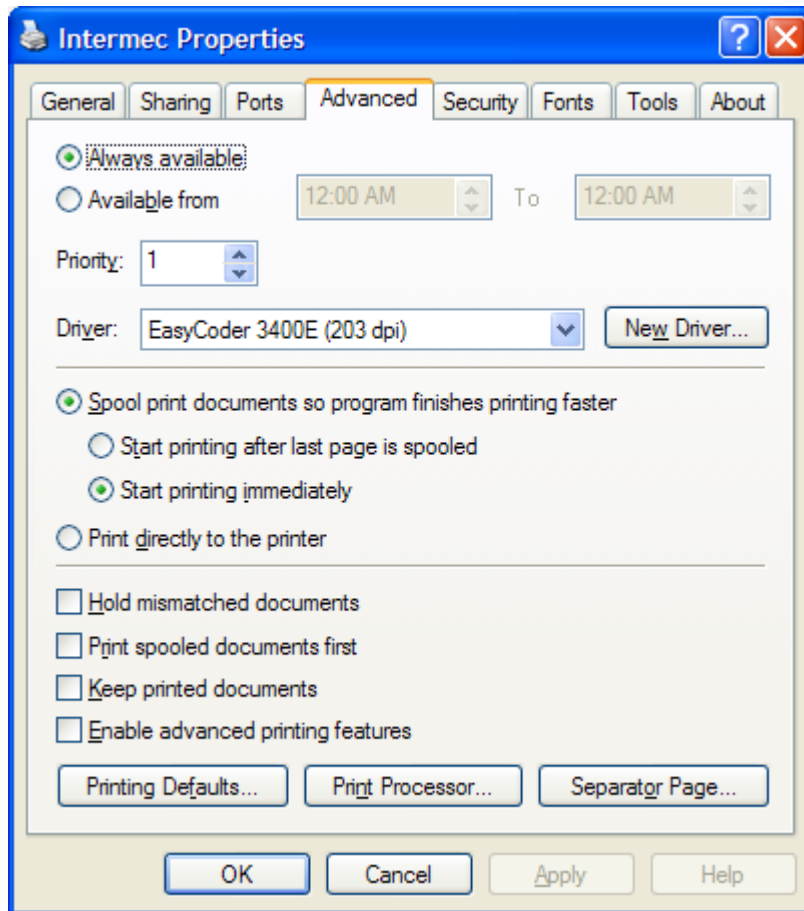 Intermec Properties
General Sharing Ports Advanced Security Fonts Tools About
Always available
Available from 12:00 AM To 12:00 AM
Priority: 1
Driver: EasyCoder 3400E (203 dpi) New Driver...
Spool print documents so program finishes printing faster
Start printing after last page is spooled
Start printing immediately
Print directly to the printer
Hold mismatched documents
Print spooled documents first
Keep printed documents
Enable advanced printing features
Printing Defaults... Print Processor... Separator Page...
OK Cancel Apply Help